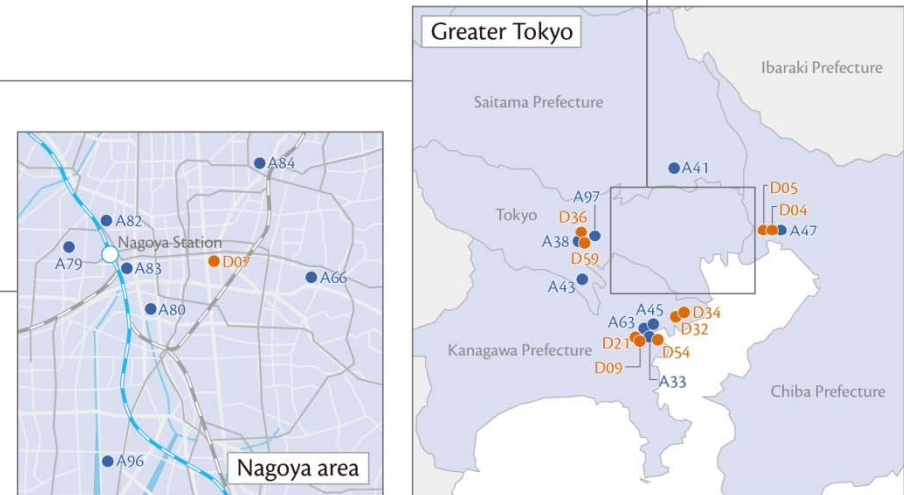 Greater Tokyo
Ibaraki Prefecture
Saitama Prefecture
A41
D05
D04
A47
A97
Tokyo
D36
A38
D59
A43
A45
A63
D34
D32
D21
D54
Kanagawa Prefecture
D09
A33
Chiba Prefecture
A84
A82
Nagoya Station
A79
A83
D07
A66
A80
A96
Nagoya area